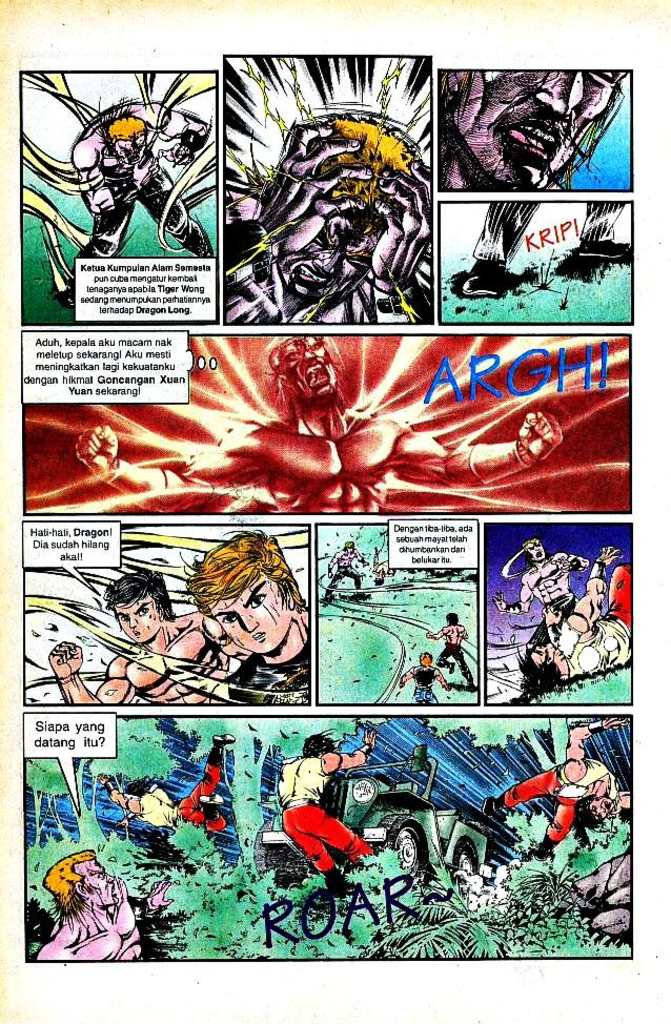 Ketua Kumpulan Alam Semesta
pun cuba mengatur kembali
tenaganya apabila Tiger Wong
sedang menumpukan perhatiannya
terhadap Dragon Long.
KRIP!
Aduh, kepala aku macam nak
meletup sekarang! Aku mesti
meningkatkan lagi kekuatanku
dengan hikmat Goncangan Xuan
Yuan sekarang!
ARGH!
Hati-hati, Dragon!
Dia sudah hilang
akal!
Dengan tiba-tiba, ada
sebuah mayat telah
dihumbankan dari
belukar itu.
Siapa yang
datang itu?
ROAR~